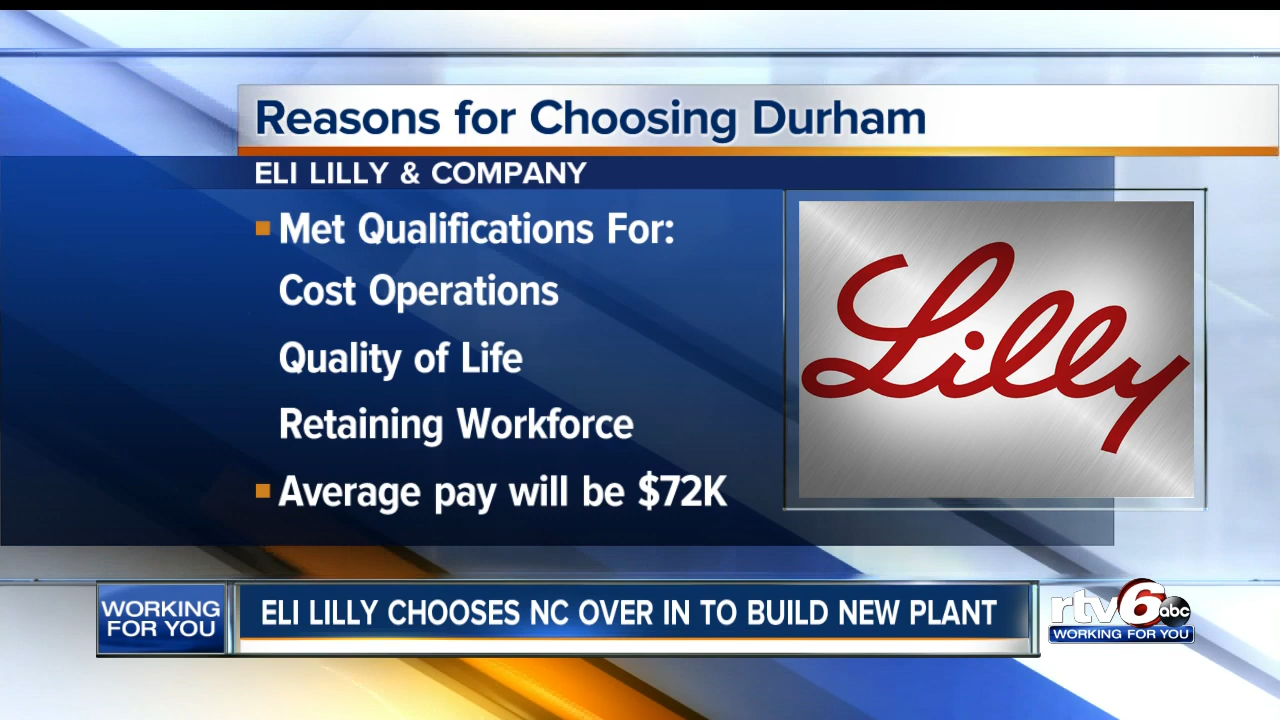 Reasons for Choosing Durham
ELI LILLY & COMPANY
Met Qualifications For:
Cost Operations
Quality of Life
Retaining Workforce
Average pay will be $72K
Lilly
WORKING
FOR YOU
ELI LILLY CHOOSES NC OVER IN TO BUILD NEW PLANT
rtv6 abc
WORKING FOR YOU